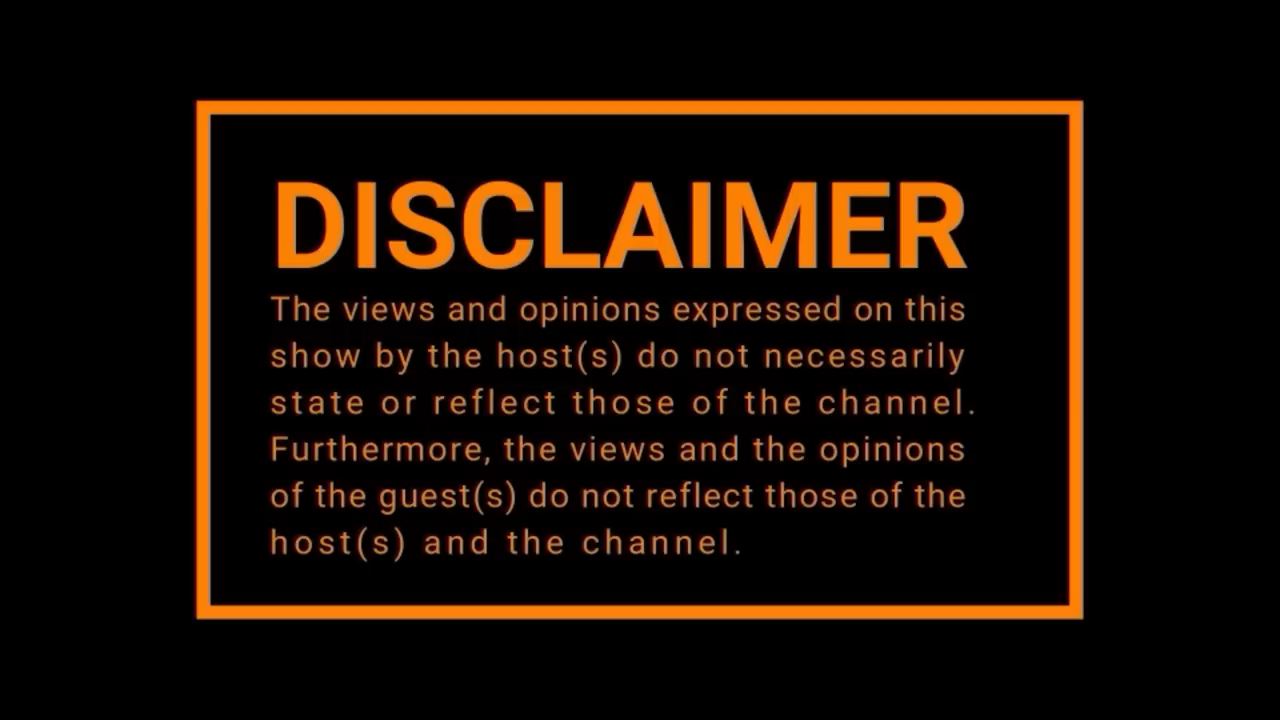 DISCLAIMER
The views and opinions expressed on this
show by the host(s) do not necessarily
state or reflect those of the channel.
Furthermore, the views and the opinions
of the guest(s) do not reflect those of the
host(s) and the channel.